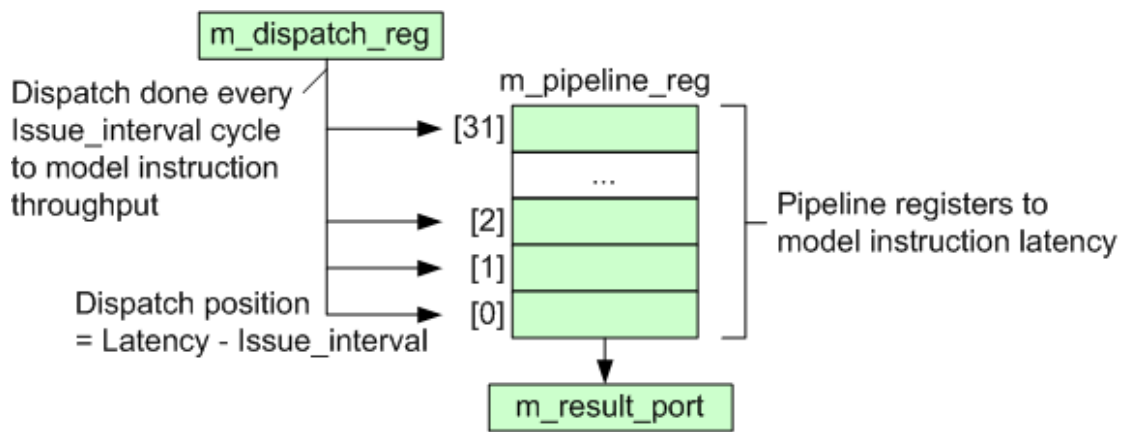 m_dispatch_reg
Dispatch done every
Issue_interval cycle
to model instruction
throughput
m_pipeline_reg
[31]
...
[2]
[1]
[0]
Dispatch position
= Latency - Issue_interval
Pipeline registers to
model instruction latency
m_result_port